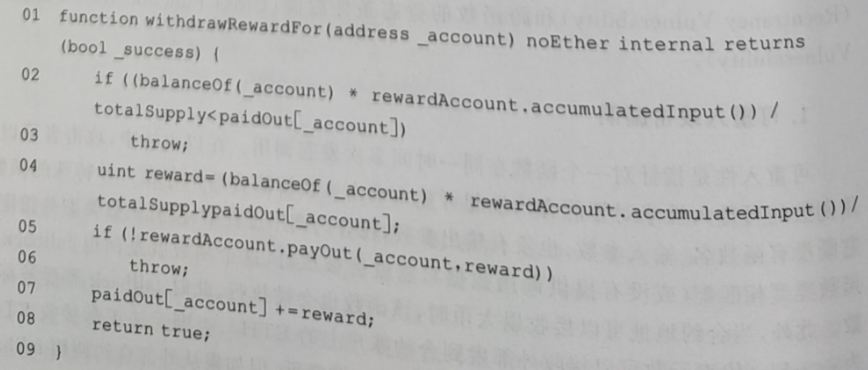 01 function withdrawRewardFor(address _account) noEther internal returns
(bool _success) {
02 if ((balanceOf(_account) * rewardAccount.accumulatedInput()) /
totalSupply<paidOut[_account])
03 throw;
04 uint reward=(balanceOf(_account) * rewardAccount.accumulatedInput())/
totalSupplypaidOut[_account];
05 if (!rewardAccount.payOut(_account,reward))
06 throw;
07 paidOut[_account] +=reward;
08 return true;
09 }